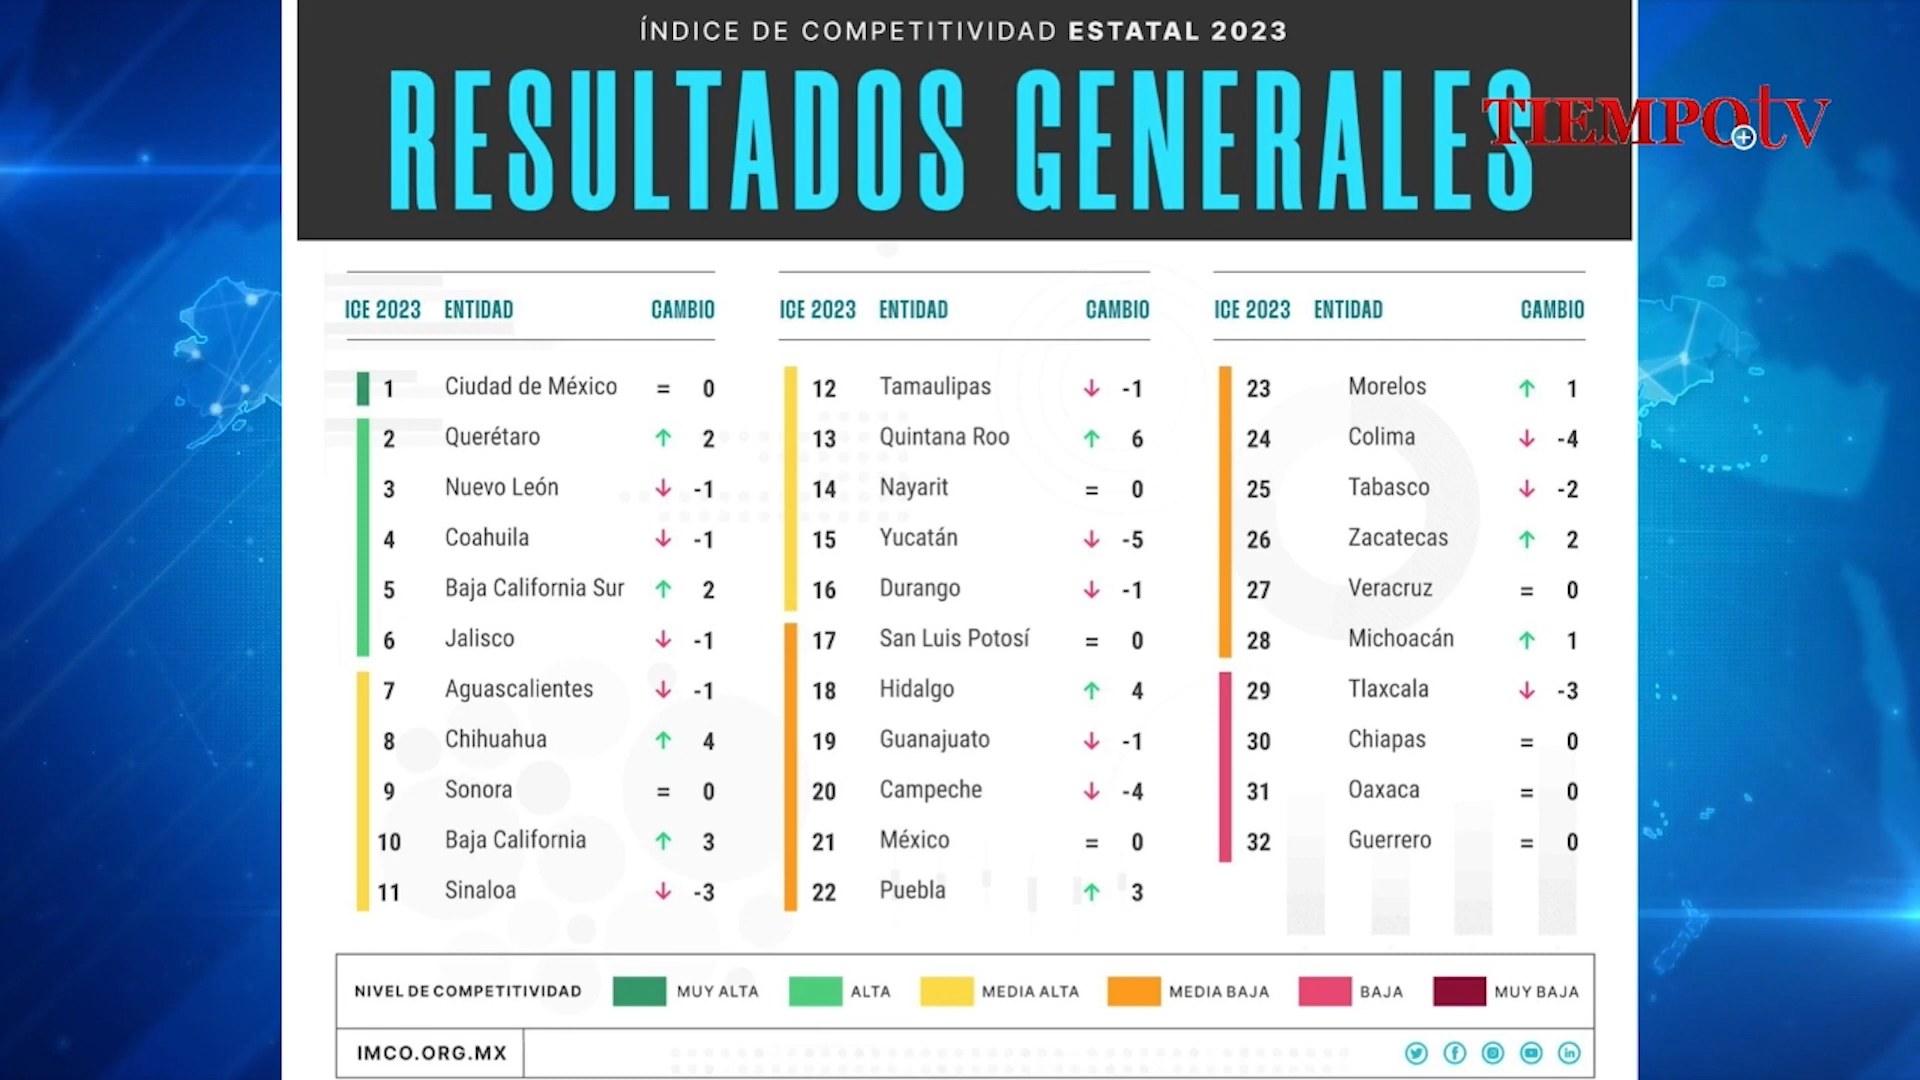 ÍNDICE DE COMPETITIVIDAD ESTATAL 2023
RESULTADOS GENERALES
TIEMPOtv
ICE 2023 ENTIDAD CAMBIO
1 Ciudad de México = 0
2 Querétaro ↑ 2
3 Nuevo León ↓ -1
4 Coahuila ↓ -1
5 Baja California Sur ↑ 2
6 Jalisco ↓ -1
7 Aguascalientes ↓ -1
8 Chihuahua ↑ 4
9 Sonora = 0
10 Baja California ↑ 3
11 Sinaloa ↓ -3
ICE 2023 ENTIDAD CAMBIO
12 Tamaulipas ↓ -1
13 Quintana Roo ↑ 6
14 Nayarit = 0
15 Yucatán ↓ -5
16 Durango ↓ -1
17 San Luis Potosí = 0
18 Hidalgo ↑ 4
19 Guanajuato ↓ -1
20 Campeche ↓ -4
21 México = 0
22 Puebla ↑ 3
ICE 2023 ENTIDAD CAMBIO
23 Morelos ↑ 1
24 Colima ↓ -4
25 Tabasco ↓ -2
26 Zacatecas ↑ 2
27 Veracruz = 0
28 Michoacán ↑ 1
29 Tlaxcala ↓ -3
30 Chiapas = 0
31 Oaxaca = 0
32 Guerrero = 0
NIVEL DE COMPETITIVIDAD MUY ALTA ALTA MEDIA ALTA MEDIA BAJA BAJA MUY BAJA
IMCO.ORG.MX